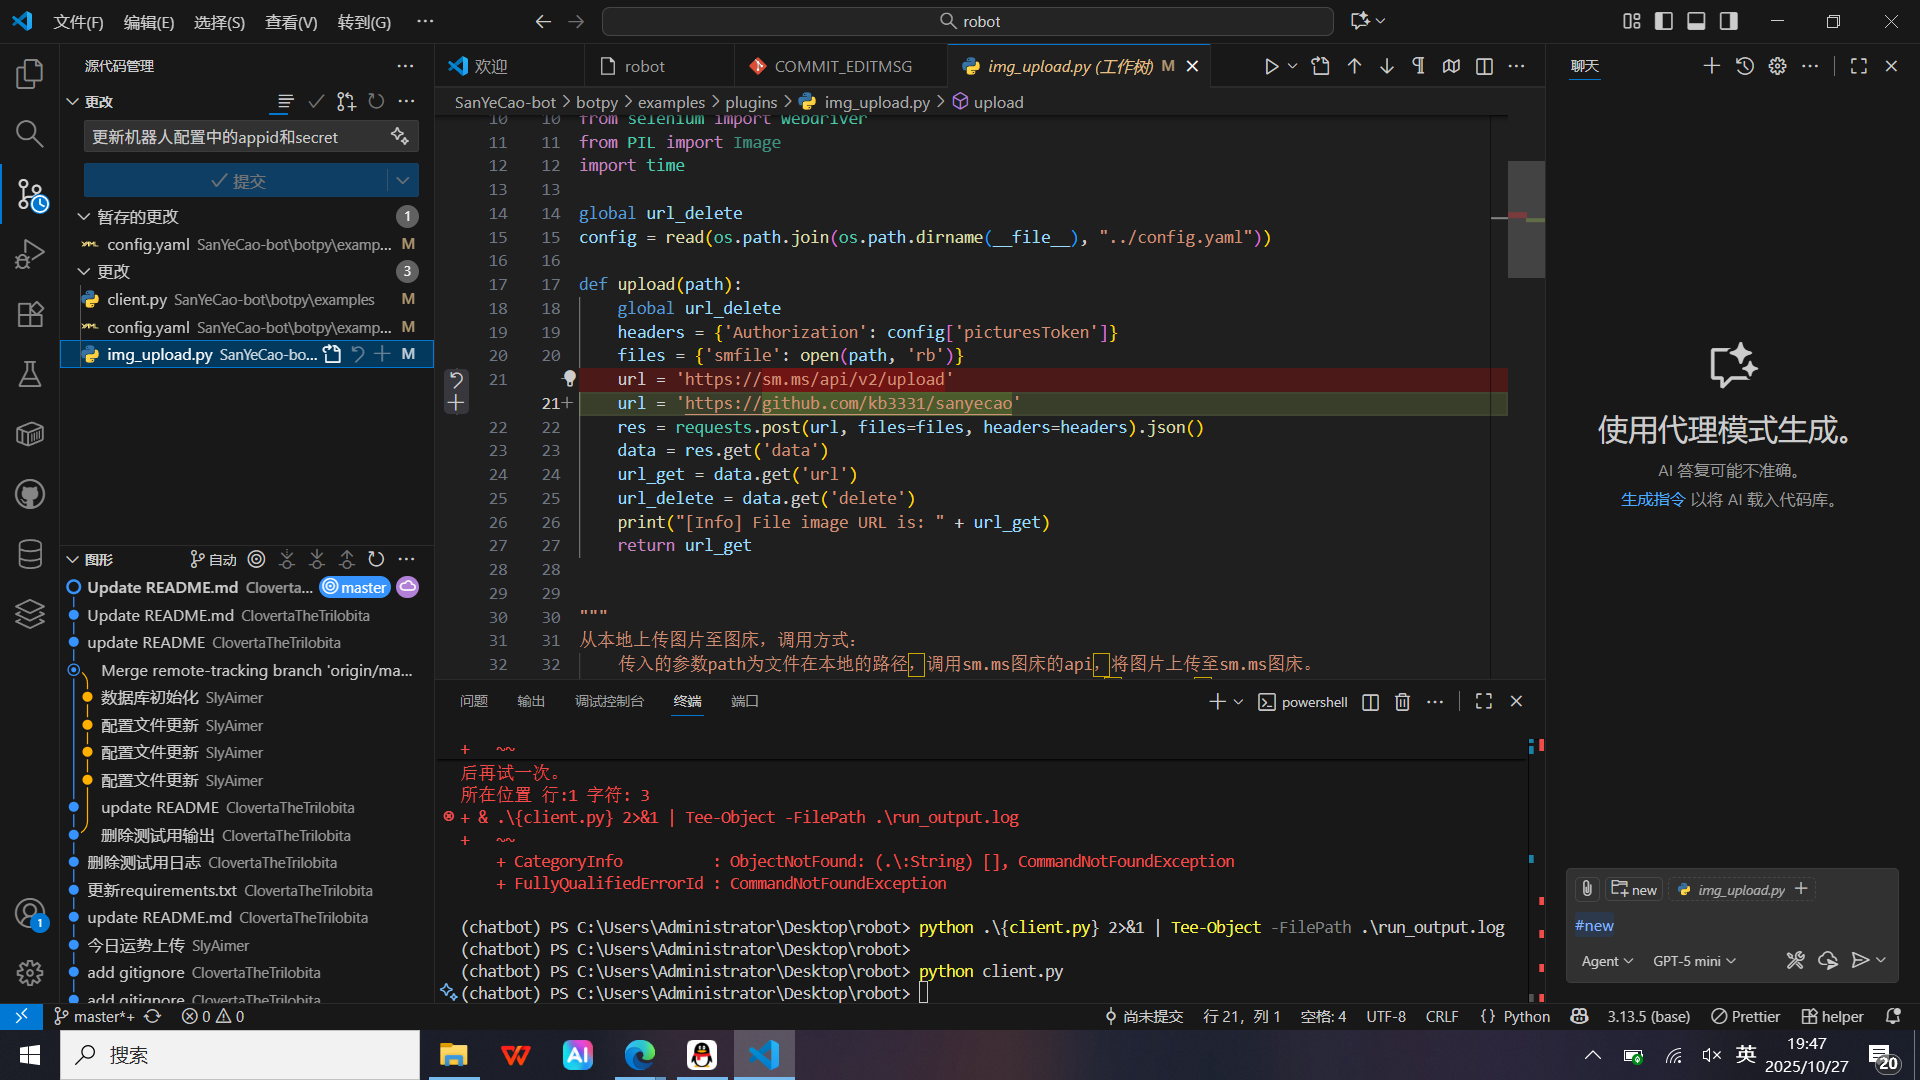 文件(F) 编辑(E) 选择(S) 查看(V) 转到(G) ··· robot
源代码管理
更改
更新机器人配置中的appid和secret
提交
暂存的更改 1
config.yaml SanYeCao-bot\botpy\examp... M
更改 3
client.py SanYeCao-bot\botpy\examples M
config.yaml SanYeCao-bot\botpy\examp... M
img_upload.py SanYeCao-bo... M
图形 自动
Update README.md Cloverta... master
Update README.md ClovertaTheTrilobita
update README ClovertaTheTrilobita
Merge remote-tracking branch 'origin/ma...
数据库初始化 SlyAimer
配置文件更新 SlyAimer
配置文件更新 SlyAimer
配置文件更新 SlyAimer
update README ClovertaTheTrilobita
删除测试用输出 ClovertaTheTrilobita
删除测试用日志 ClovertaTheTrilobita
更新requirements.txt ClovertaTheTrilobita
update README.md ClovertaTheTrilobita
今日运势上传 SlyAimer
add gitignore ClovertaTheTrilobita
add gitignore ClovertaTheTrilobita
欢迎 robot COMMIT_EDITMSG img_upload.py (工作树) M
SanYeCao-bot > botpy > examples > plugins > img_upload.py > upload
10 10 from selenium import webdriver
11 11 from PIL import Image
12 12 import time
13 13
14 14 global url_delete
15 15 config = read(os.path.join(os.path.dirname(__file__), "../config.yaml"))
16 16
17 17 def upload(path):
18 18 global url_delete
19 19 headers = {'Authorization': config['picturesToken']}
20 20 files = {'smfile': open(path, 'rb')}
21 url = 'https://sm.ms/api/v2/upload'
21+ url = 'https://github.com/kb3331/sanyecao'
22 22 res = requests.post(url, files=files, headers=headers).json()
23 23 data = res.get('data')
24 24 url_get = data.get('url')
25 25 url_delete = data.get('delete')
26 26 print("[Info] File image URL is: " + url_get)
27 27 return url_get
28 28
29 29
30 30 """
31 31 从本地上传图片至图床，调用方式：
32 32 传入的参数path为文件在本地的路径，调用sm.ms图床的api，将图片上传至sm.ms图床。
问题 输出 调试控制台 终端 端口 powershell
+ ~~
后再试一次。
所在位置 行:1 字符: 3
+ & .\{client.py} 2>&1 | Tee-Object -FilePath .\run_output.log
+ ~~
+ CategoryInfo : ObjectNotFound: (.\:String) [], CommandNotFoundException
+ FullyQualifiedErrorId : CommandNotFoundException
(chatbot) PS C:\Users\Administrator\Desktop\robot> python .\{client.py} 2>&1 | Tee-Object -FilePath .\run_output.log
(chatbot) PS C:\Users\Administrator\Desktop\robot>
(chatbot) PS C:\Users\Administrator\Desktop\robot> python client.py
(chatbot) PS C:\Users\Administrator\Desktop\robot>
聊天
使用代理模式生成。
AI 答复可能不准确。
生成指令 以将 AI 载入代码库。
new img_upload.py +
#new
Agent GPT-5 mini
1
master*+ 0 0 尚未提交 行 21，列 1 空格: 4 UTF-8 CRLF {} Python 3.13.5 (base) Prettier helper
搜索
AI
英
19:47
2025/10/27
20